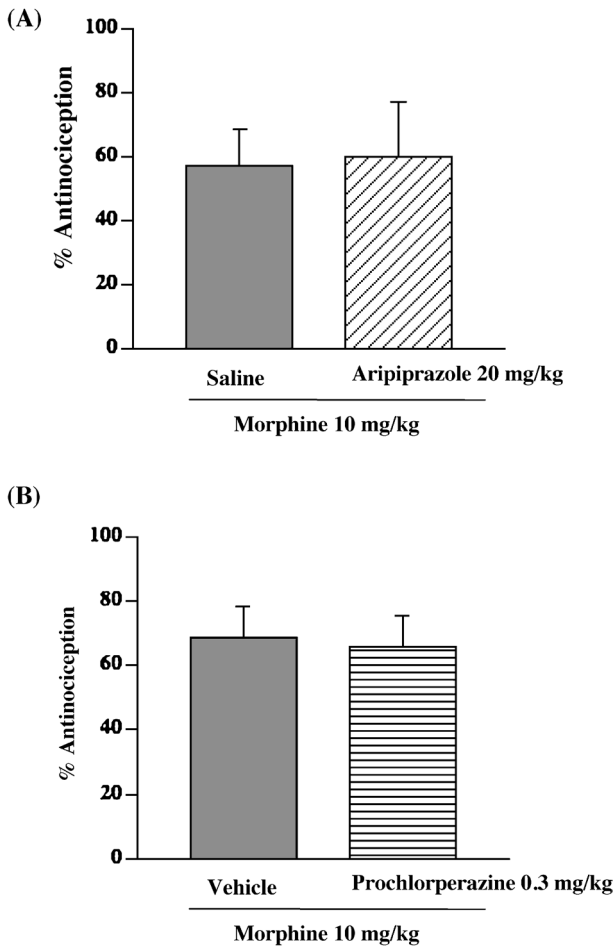 (A)
% Antinociception
100
80
60
40
20
0
Saline
Aripiprazole 20 mg/kg
Morphine 10 mg/kg
(B)
% Antinociception
100
80
60
40
20
0
Vehicle
Prochlorperazine 0.3 mg/kg
Morphine 10 mg/kg